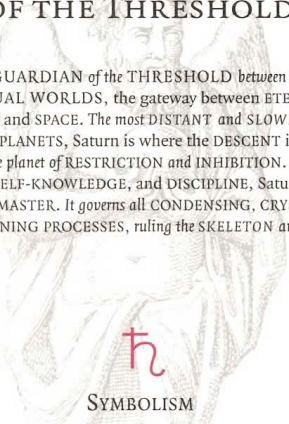 OF THE THRESHOLD
GUARDIAN of the THRESHOLD between
UAL WORLDS, the gateway between ETE
and SPACE. The most DISTANT and SLOW
PLANETS, Saturn is where the DESCENT i
e planet of RESTRICTION and INHIBITION.
ELF-KNOWLEDGE, and DISCIPLINE, Satu
MASTER. It governs all CONDENSING, CRY
NING PROCESSES, ruling the SKELETON an
♄
SYMBOLISM